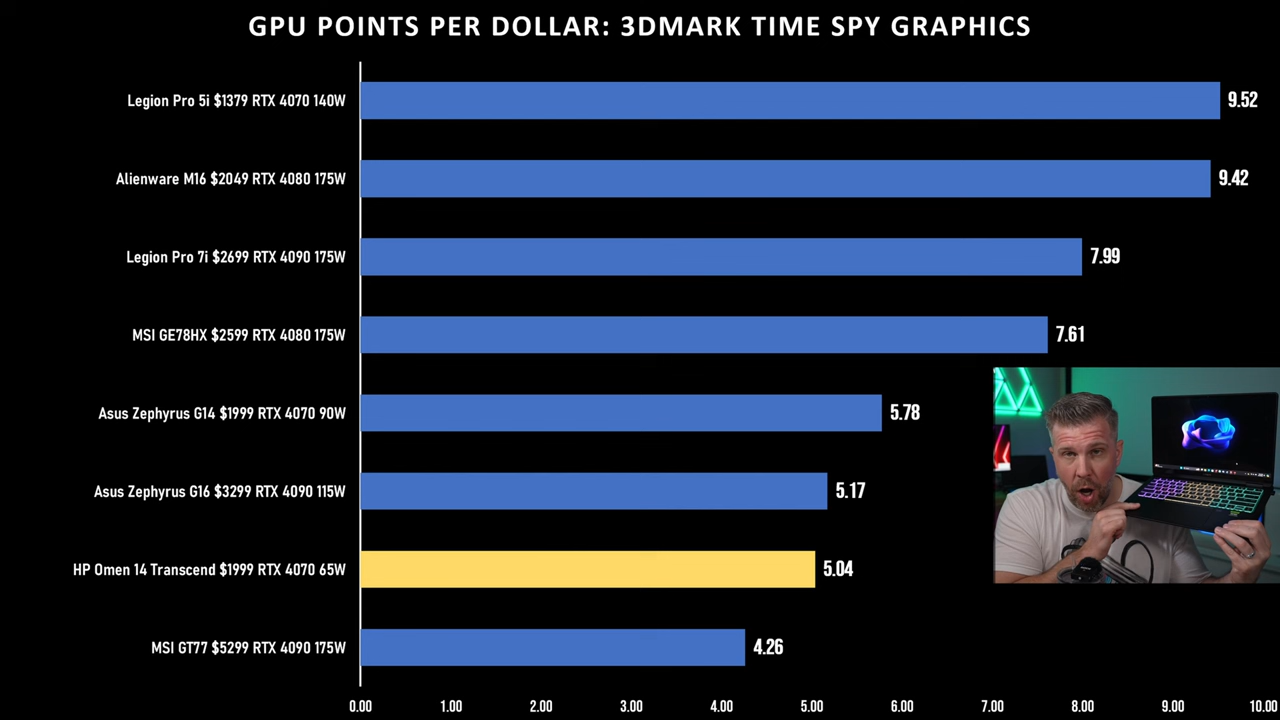 GPU POINTS PER DOLLAR: 3DMARK TIME SPY GRAPHICS
Legion Pro 5i $1379 RTX 4070 140W 9.52
Alienware M16 $2049 RTX 4080 175W 9.42
Legion Pro 7i $2699 RTX 4090 175W 7.99
MSI GE78HX $2599 RTX 4080 175W 7.61
Asus Zephyrus G14 $1999 RTX 4070 90W 5.78
Asus Zephyrus G16 $3299 RTX 4090 115W 5.17
HP Omen 14 Transcend $1999 RTX 4070 65W 5.04
MSI GT77 $5299 RTX 4090 175W 4.26
0.00 1.00 2.00 3.00 4.00 5.00 6.00 7.00 8.00 9.00 10.00